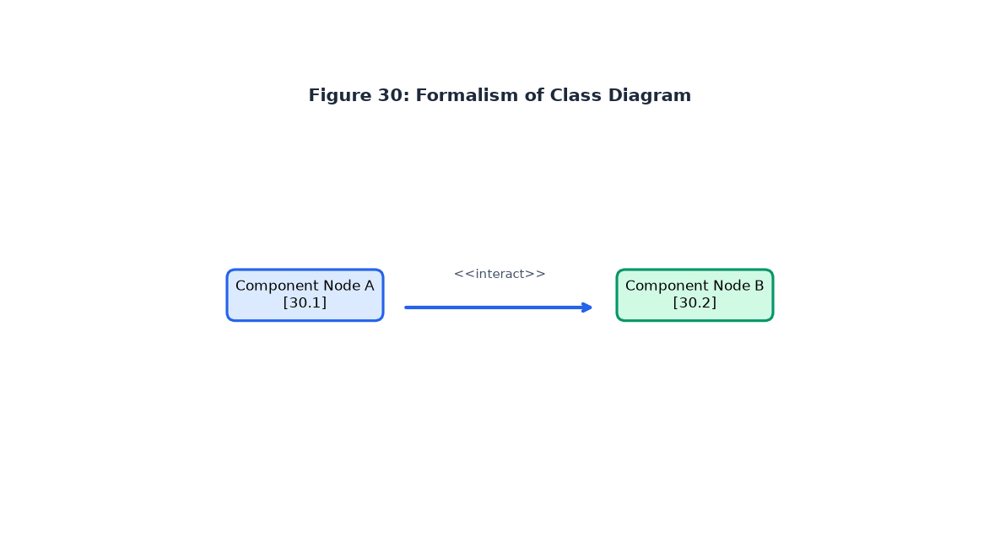 Figure 30: Formalism of Class Diagram
<<interact>>
Component Node A
[30.1]
Component Node B
[30.2]